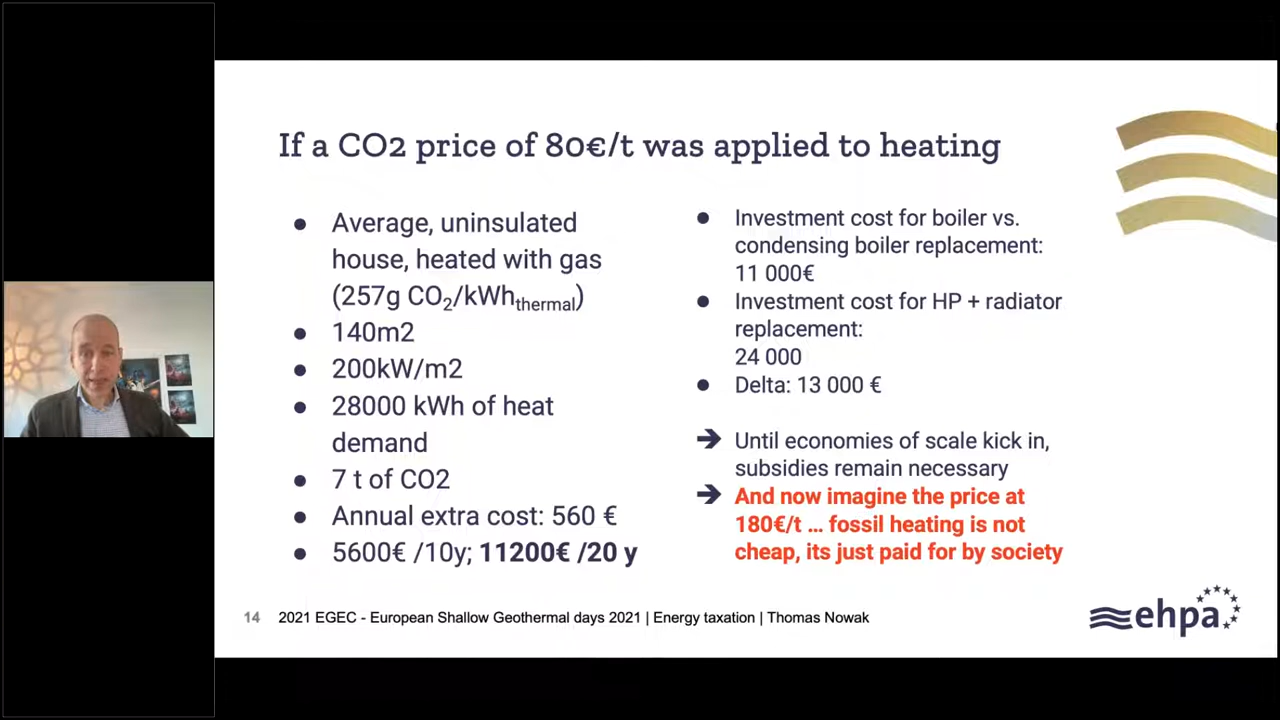 If a CO2 price of 80€/t was applied to heating
● Average, uninsulated
house, heated with gas
(257g CO₂/kWhthermal)
● 140m2
● 200kW/m2
● 28000 kWh of heat
demand
● 7 t of CO2
● Annual extra cost: 560 €
● 5600€ /10y; 11200€ /20 y
● Investment cost for boiler vs.
condensing boiler replacement:
11 000€
● Investment cost for HP + radiator
replacement:
24 000
● Delta: 13 000 €
➔ Until economies of scale kick in,
subsidies remain necessary
➔ And now imagine the price at
180€/t ... fossil heating is not
cheap, its just paid for by society
14 2021 EGEC - European Shallow Geothermal days 2021 | Energy taxation | Thomas Nowak
ehpa